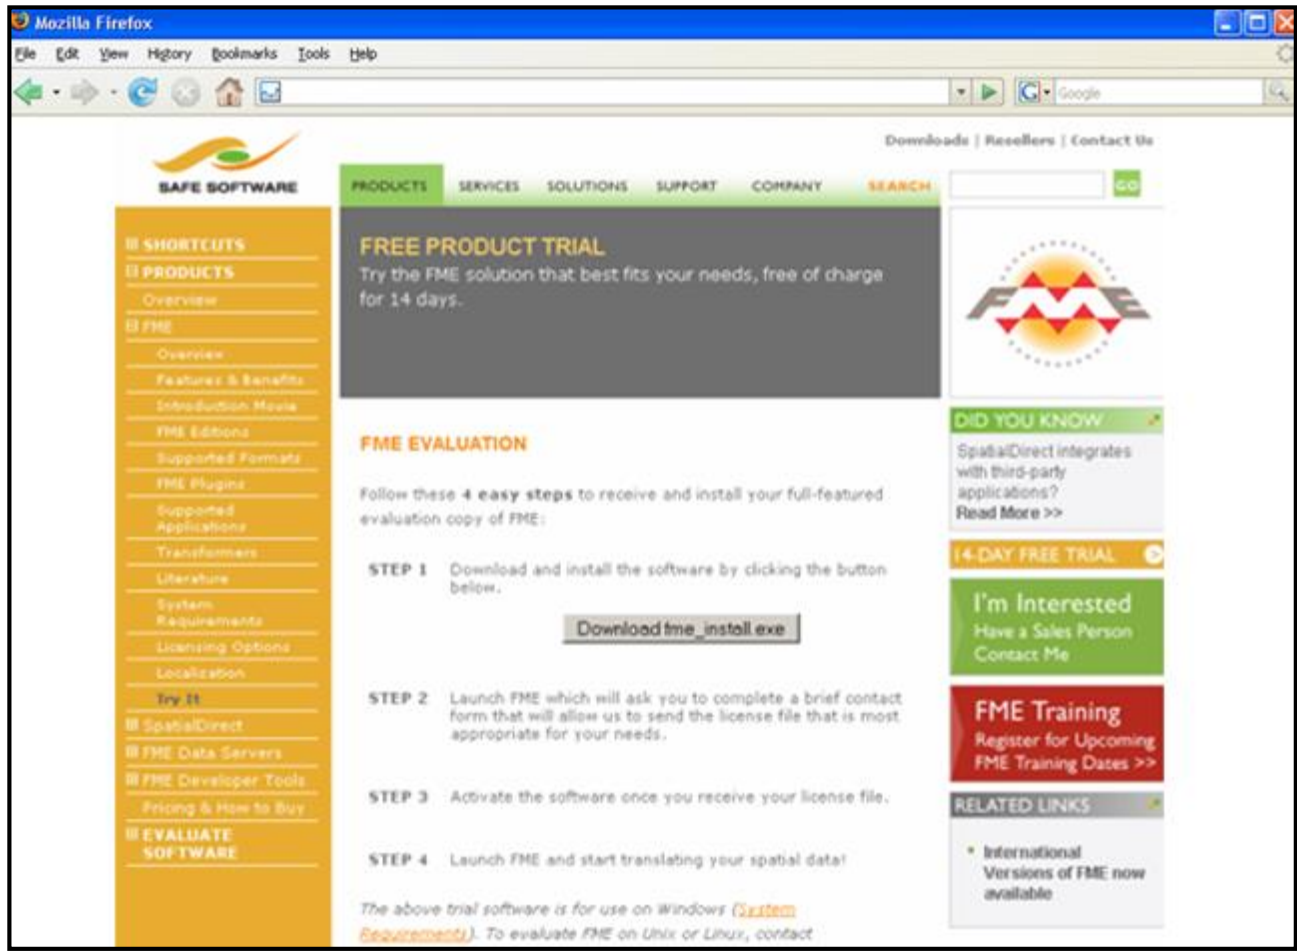 Mozilla Firefox
File Edit View History Bookmarks Tools Help
G Google
Downloads | Resellers | Contact Us
SAFE SOFTWARE
PRODUCTS SERVICES SOLUTIONS SUPPORT COMPANY SEARCH GO
SHORTCUTS
PRODUCTS
Overview
FME
Overview
Features & Benefits
Introduction Movie
FME Editions
Supported Formats
FME Plugins
Supported
Applications
Transformers
Literature
System
Requirements
Licensing Options
Localization
Try It
SpatialDirect
FME Data Servers
FME Developer Tools
Pricing & How to Buy
EVALUATE
SOFTWARE
FREE PRODUCT TRIAL
Try the FME solution that best fits your needs, free of charge
for 14 days.
FME EVALUATION
Follow these 4 easy steps to receive and install your full-featured
evaluation copy of FME:
STEP 1 Download and install the software by clicking the button
below.
Download fme_install.exe
STEP 2 Launch FME which will ask you to complete a brief contact
form that will allow us to send the license file that is most
appropriate for your needs.
STEP 3 Activate the software once you receive your license file.
STEP 4 Launch FME and start translating your spatial data!
The above trial software is for use on Windows (System
Requirements). To evaluate FME on Unix or Linux, contact
FME
DID YOU KNOW
SpatialDirect integrates
with third-party
applications?
Read More >>
14-DAY FREE TRIAL
I'm Interested
Have a Sales Person
Contact Me
FME Training
Register for Upcoming
FME Training Dates >>
RELATED LINKS
International
Versions of FME now
available